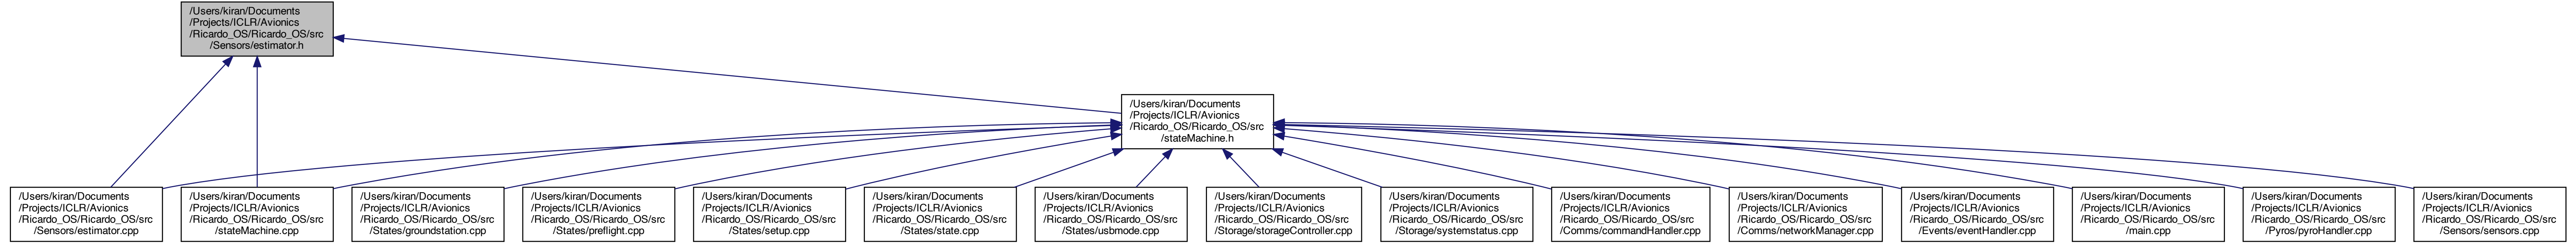 /Users/kiran/Documents
/Projects/ICLR/Avionics
/Ricardo_OS/Ricardo_OS/src
/Sensors/estimator.h
/Users/kiran/Documents
/Projects/ICLR/Avionics
/Ricardo_OS/Ricardo_OS/src
/stateMachine.h
/Users/kiran/Documents
/Projects/ICLR/Avionics
/Ricardo_OS/Ricardo_OS/src
/Sensors/estimator.cpp
/Users/kiran/Documents
/Projects/ICLR/Avionics
/Ricardo_OS/Ricardo_OS/src
/stateMachine.cpp
/Users/kiran/Documents
/Projects/ICLR/Avionics
/Ricardo_OS/Ricardo_OS/src
/States/groundstation.cpp
/Users/kiran/Documents
/Projects/ICLR/Avionics
/Ricardo_OS/Ricardo_OS/src
/States/preflight.cpp
/Users/kiran/Documents
/Projects/ICLR/Avionics
/Ricardo_OS/Ricardo_OS/src
/States/setup.cpp
/Users/kiran/Documents
/Projects/ICLR/Avionics
/Ricardo_OS/Ricardo_OS/src
/States/state.cpp
/Users/kiran/Documents
/Projects/ICLR/Avionics
/Ricardo_OS/Ricardo_OS/src
/States/usbmode.cpp
/Users/kiran/Documents
/Projects/ICLR/Avionics
/Ricardo_OS/Ricardo_OS/src
/Storage/storageController.cpp
/Users/kiran/Documents
/Projects/ICLR/Avionics
/Ricardo_OS/Ricardo_OS/src
/Storage/systemstatus.cpp
/Users/kiran/Documents
/Projects/ICLR/Avionics
/Ricardo_OS/Ricardo_OS/src
/Comms/commandHandler.cpp
/Users/kiran/Documents
/Projects/ICLR/Avionics
/Ricardo_OS/Ricardo_OS/src
/Comms/networkManager.cpp
/Users/kiran/Documents
/Projects/ICLR/Avionics
/Ricardo_OS/Ricardo_OS/src
/Events/eventHandler.cpp
/Users/kiran/Documents
/Projects/ICLR/Avionics
/Ricardo_OS/Ricardo_OS/src
/main.cpp
/Users/kiran/Documents
/Projects/ICLR/Avionics
/Ricardo_OS/Ricardo_OS/src
/Pyros/pyroHandler.cpp
/Users/kiran/Documents
/Projects/ICLR/Avionics
/Ricardo_OS/Ricardo_OS/src
/Sensors/sensors.cpp